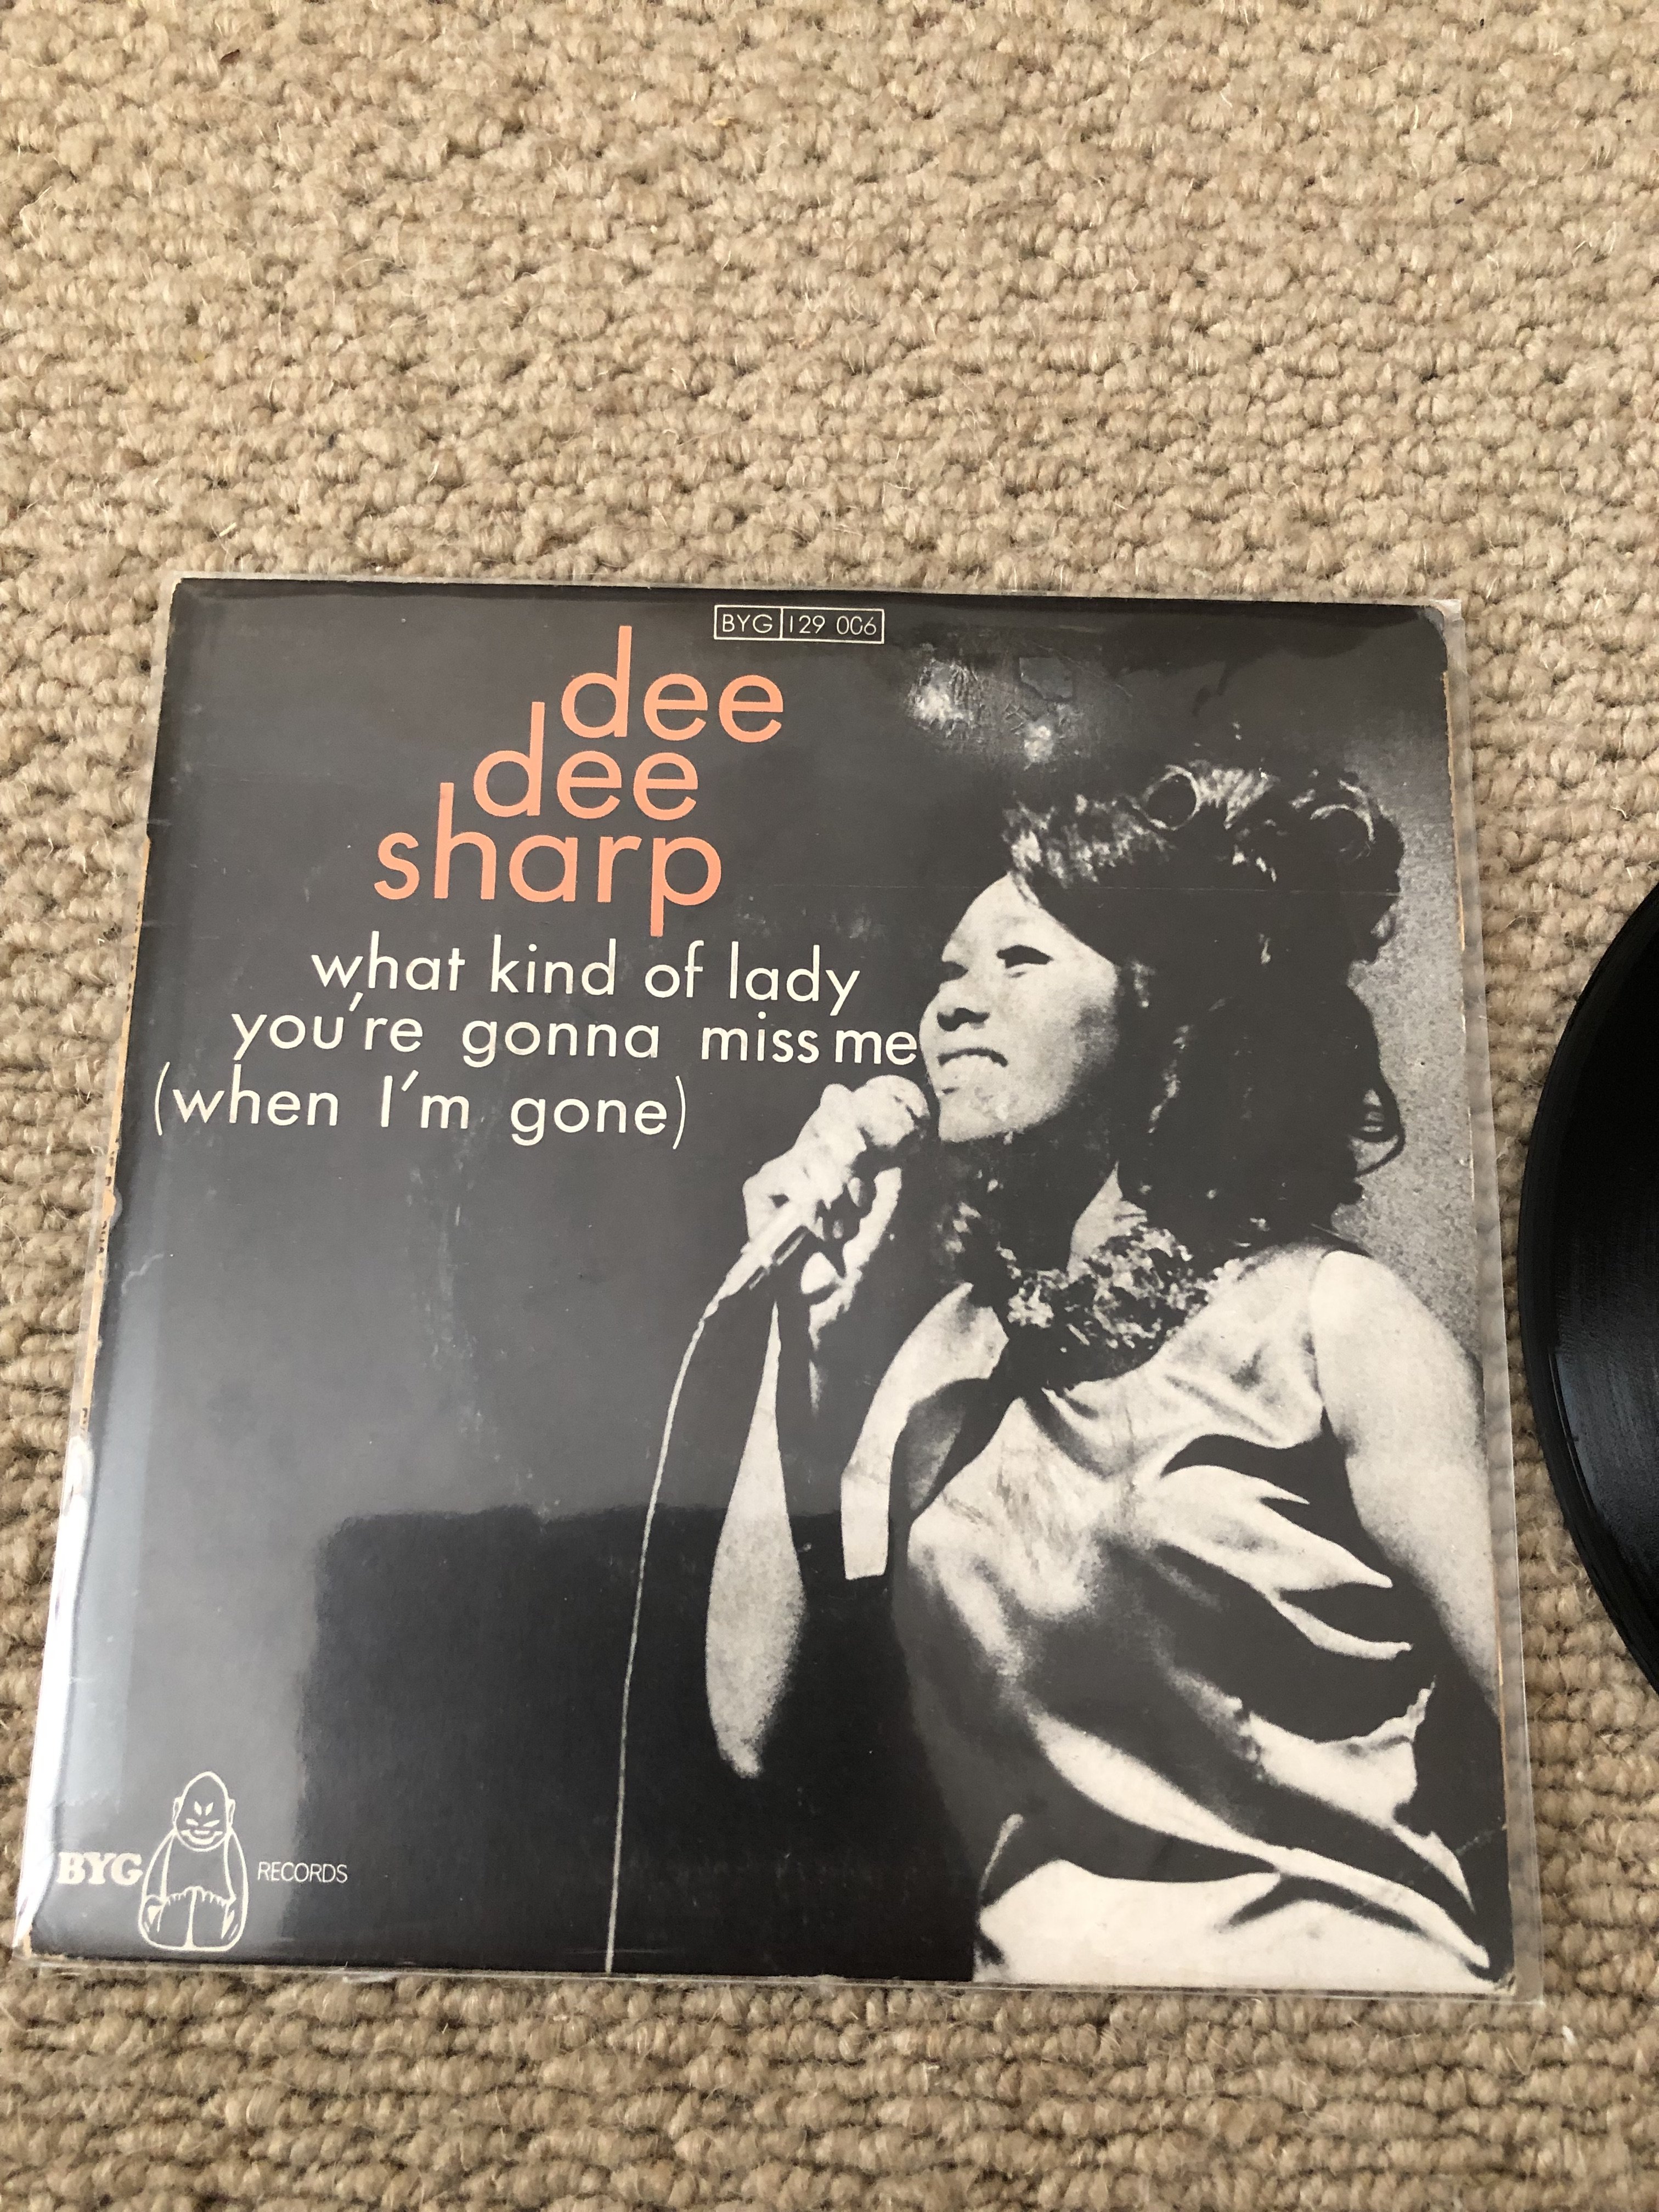 BYG 129 006
dee
dee
sharp
what kind of lady
you're gonna miss me
(when I'm gone)
BYG RECORDS